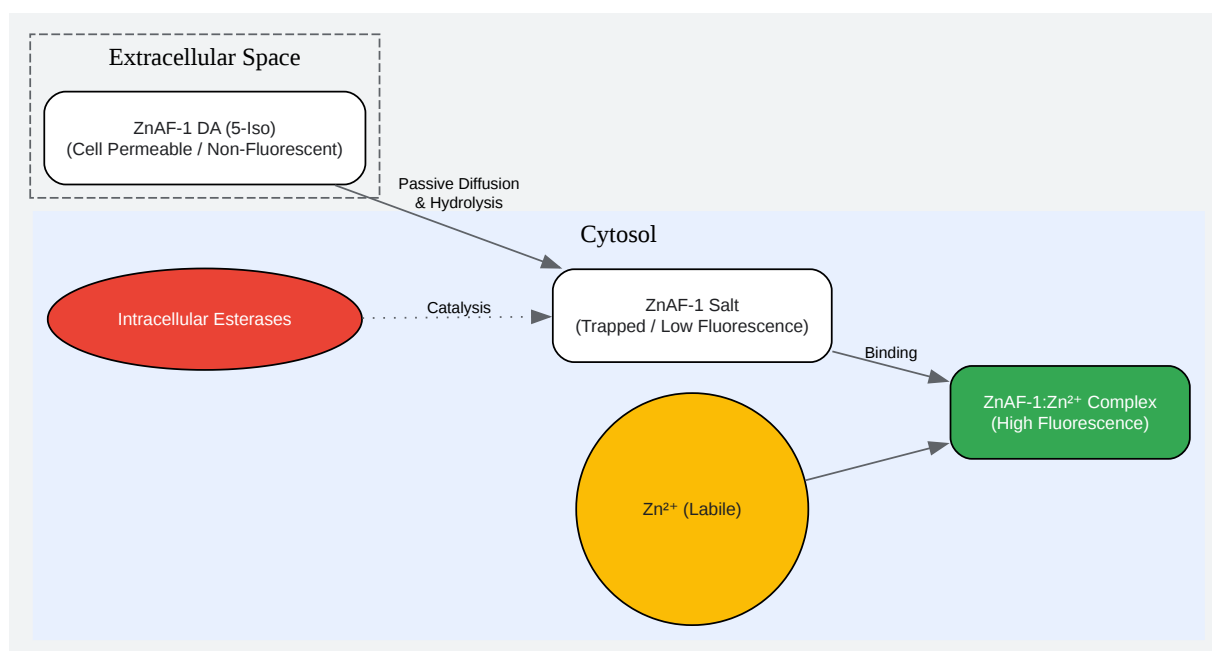 Extracellular Space
ZnAF-1 DA (5-Iso)
(Cell Permeable / Non-Fluorescent)
Passive Diffusion
& Hydrolysis
Cytosol
Intracellular Esterases
Catalysis
ZnAF-1 Salt
(Trapped / Low Fluorescence)
Binding
ZnAF-1:Zn²⁺ Complex
(High Fluorescence)
Zn²⁺ (Labile)